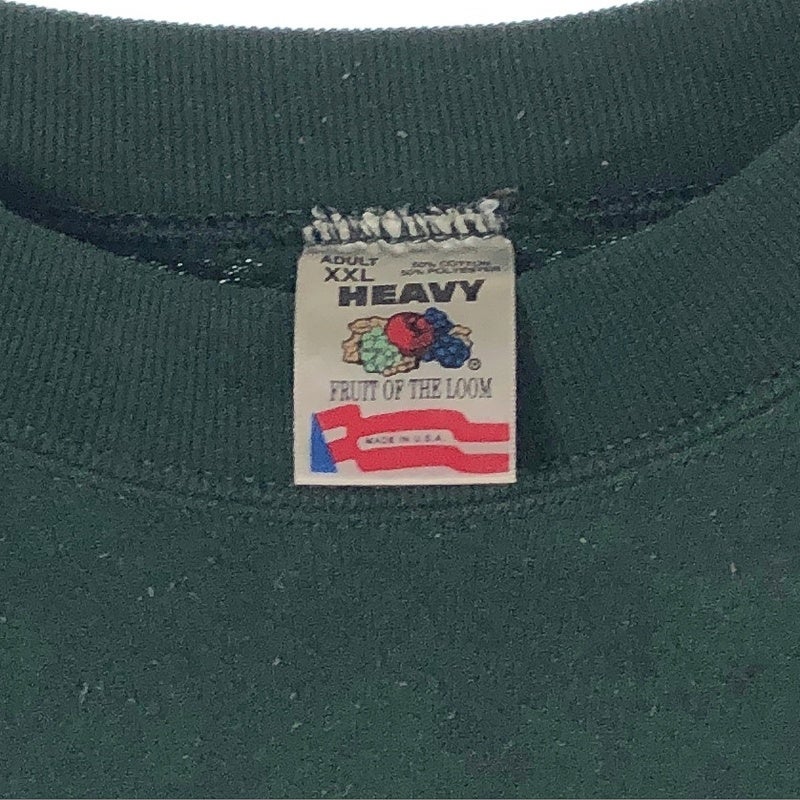 ADULT
XXL
50% COTTON
50% POLYESTER
HEAVY
®
FRUIT OF THE LOOM
MADE IN U.S.A.